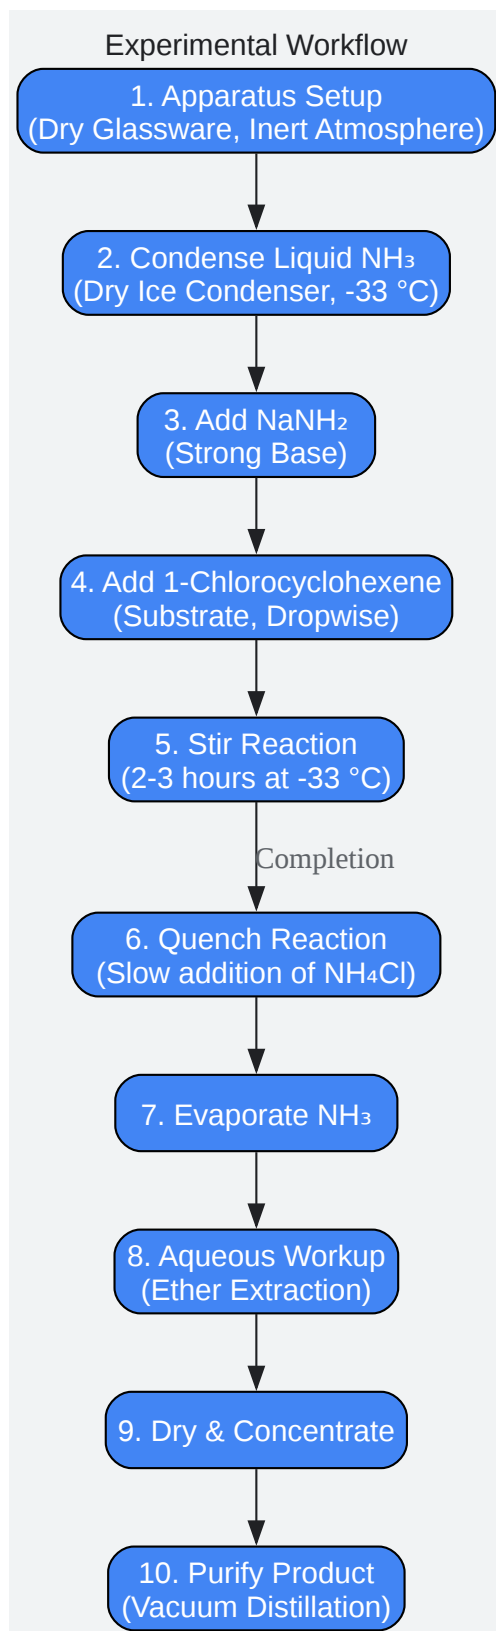 Experimental Workflow
1. Apparatus Setup
(Dry Glassware, Inert Atmosphere)
2. Condense Liquid NH₃
(Dry Ice Condenser, -33 °C)
3. Add NaNH₂
(Strong Base)
4. Add 1-Chlorocyclohexene
(Substrate, Dropwise)
5. Stir Reaction
(2-3 hours at -33 °C)
Completion
6. Quench Reaction
(Slow addition of NH₄Cl)
7. Evaporate NH₃
8. Aqueous Workup
(Ether Extraction)
9. Dry & Concentrate
10. Purify Product
(Vacuum Distillation)